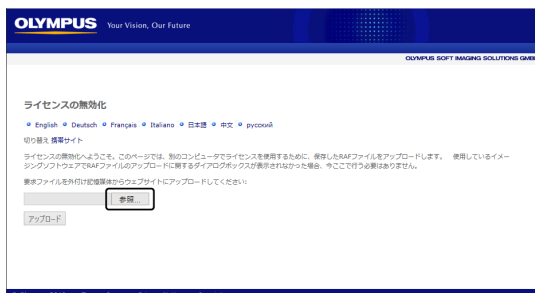 OLYMPUS Your Vision, Our Future
OLYMPUS SOFT IMAGING SOLUTIONS GMBH
ライセンスの無効化
English Deutsch Français Italiano 日本語 中文 русский
切り替え 携帯サイト
ライセンスの無効化へようこそ。このページでは、別のコンピュータでライセンスを使用するために、保存したRAFファイルをアップロードします。 使用しているイメー
ジングソフトウェアでRAFファイルのアップロードに関するダイアログボックスが表示されなかった場合、今ここで行う必要はありません。
要求ファイルを外付け記憶媒体からウェブサイトにアップロードしてください:
参照...
アップロード